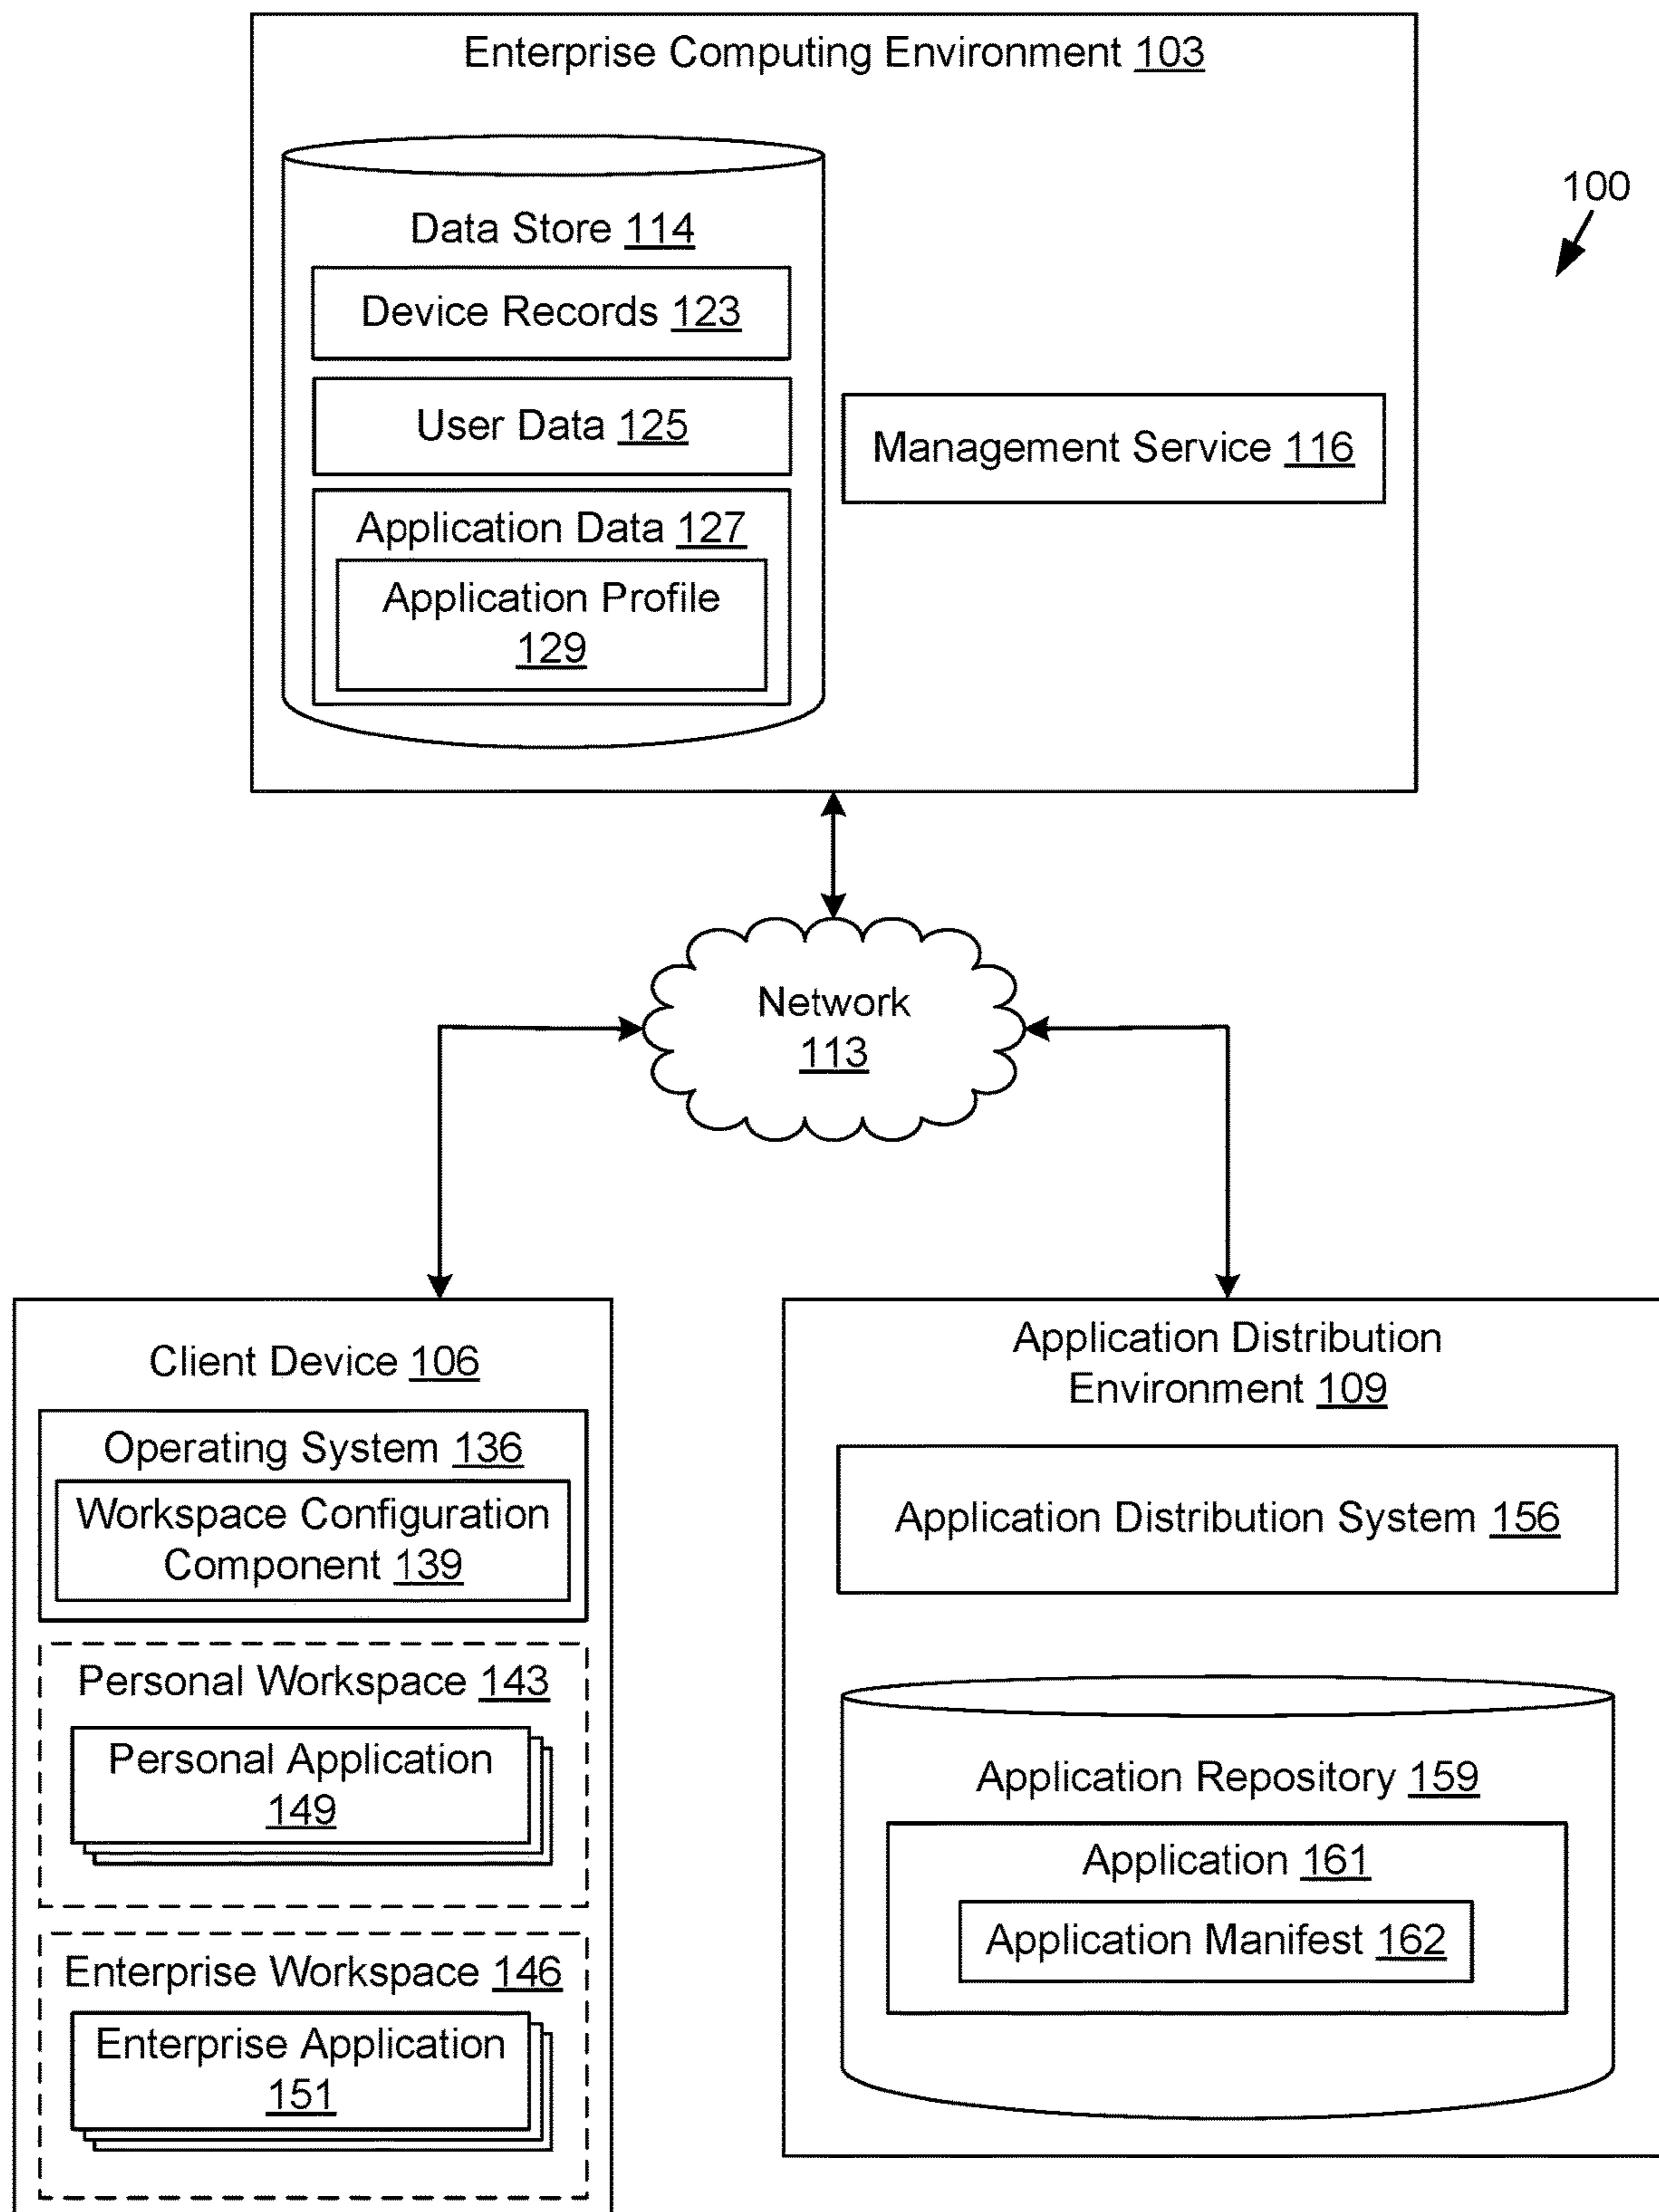 Enterprise Computing Environment 103
100
Data Store 114
Device Records 123
User Data 125
Management Service 116
Application Data 127
Application Profile
129
Network
113
Client Device 106
Operating System 136
Workspace Configuration
Component 139
Personal Workspace 143
Personal Application
149
Enterprise Workspace 146
Enterprise Application
151
Application Distribution
Environment 109
Application Distribution System 156
Application Repository 159
Application 161
Application Manifest 162